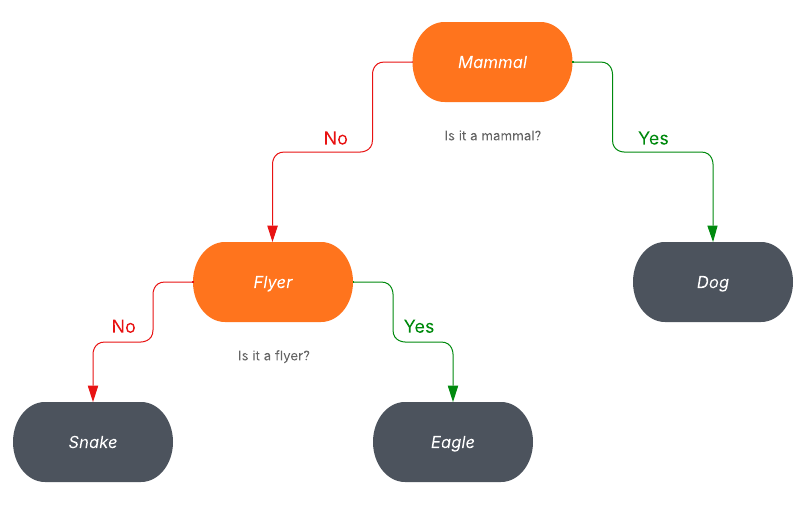 Mammal
Is it a mammal?
No
Yes
Flyer
Dog
No
Yes
Is it a flyer?
Snake
Eagle